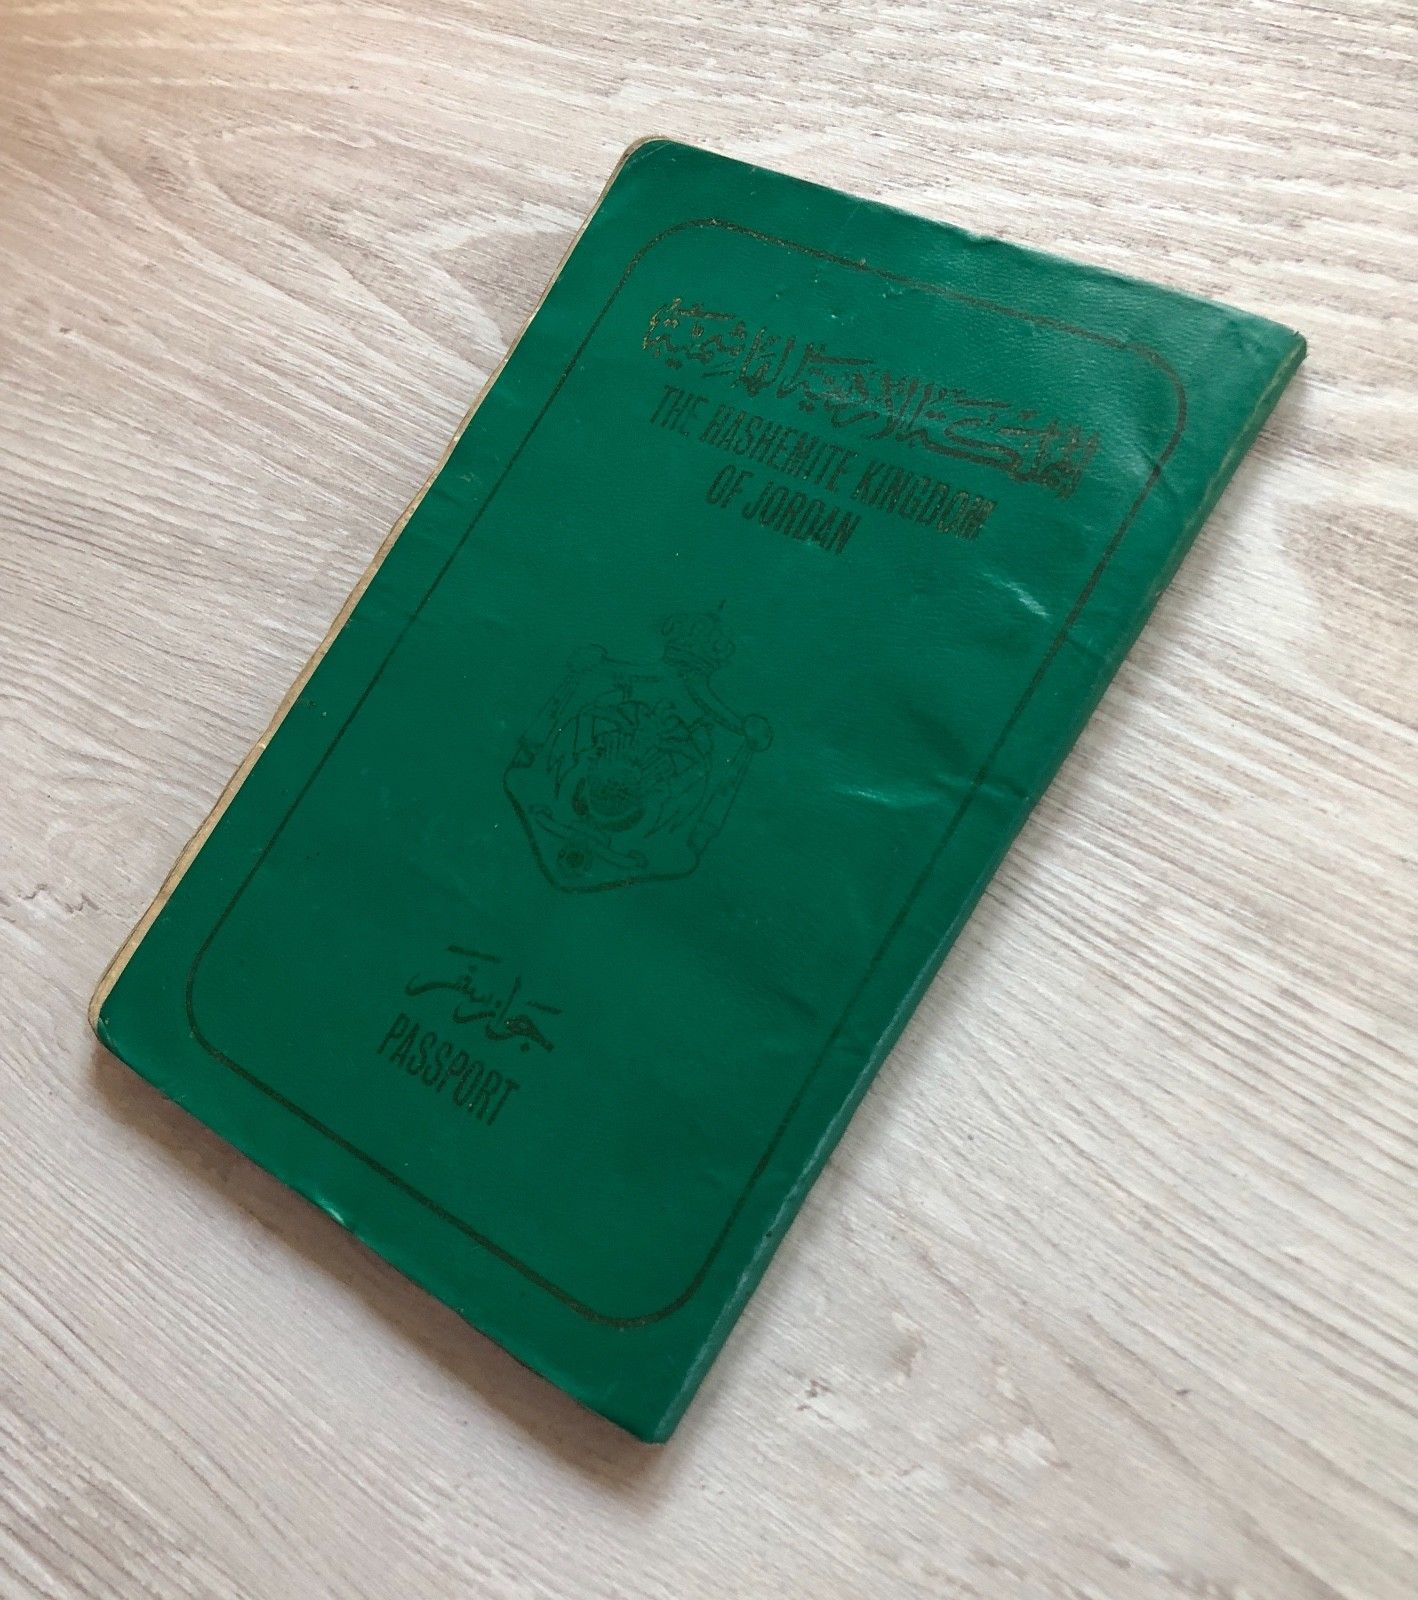 المملكة الأردنية الهاشمية
THE HASHEMITE KINGDOM
OF JORDAN
جواز سفر
PASSPORT